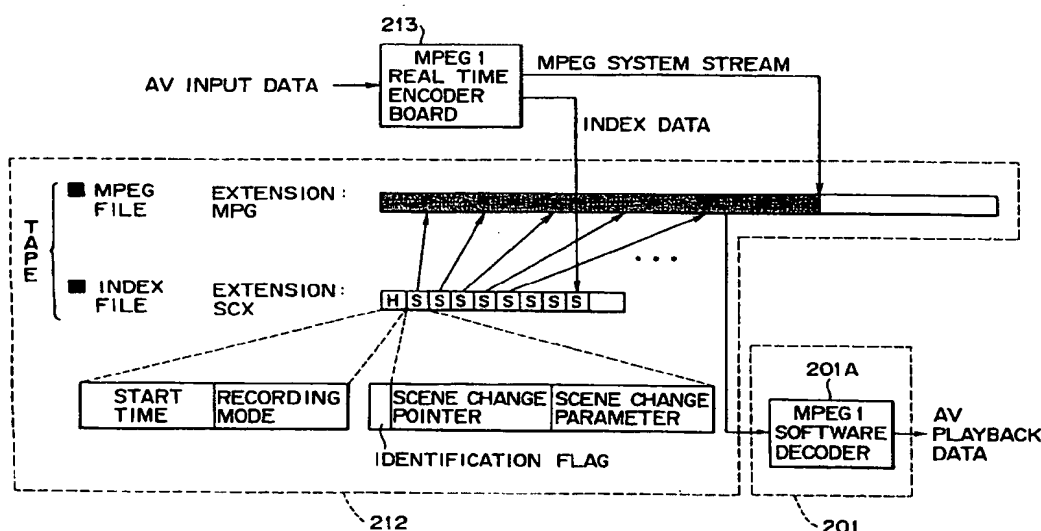 213
MPEG 1
REAL TIME
ENCODER
BOARD
MPEG SYSTEM STREAM
AV INPUT DATA
INDEX DATA
TAPE
MPEG
FILE
EXTENSION:
MPG
INDEX
FILE
EXTENSION:
SCX
H S S S S S S S S
START
TIME
RECORDING
MODE
SCENE CHANGE
POINTER
SCENE CHANGE
PARAMETER
IDENTIFICATION FLAG
201A
MPEG 1
SOFTWARE
DECODER
AV
PLAYBACK
DATA
212
201